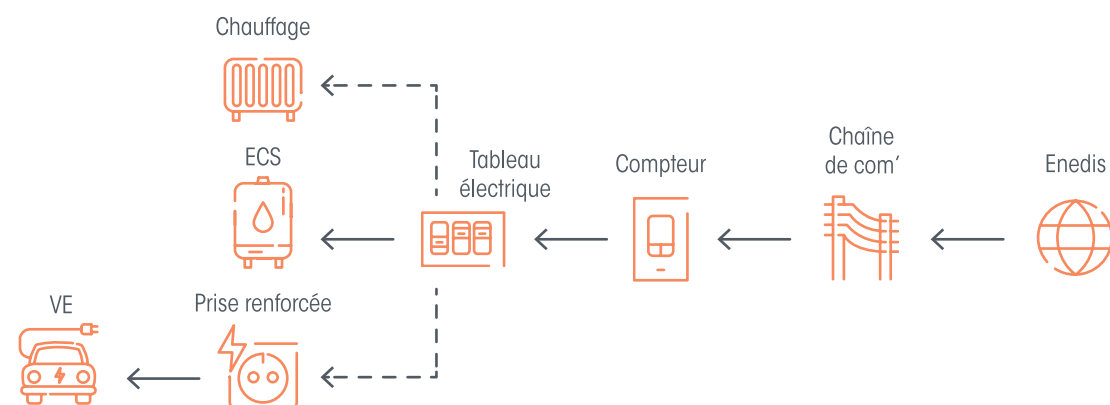 Chauffage
ECS
Tableau
électrique
Compteur
Chaîne
de com’
Enedis
VE
Prise renforcée